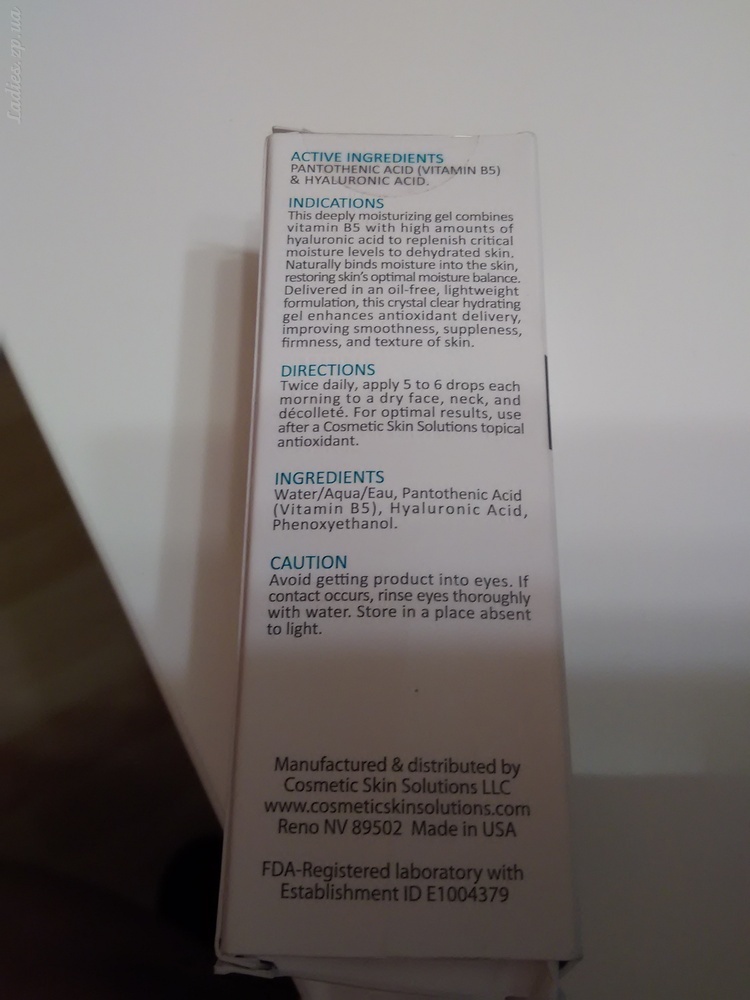 Ladies.zp.ua
ACTIVE INGREDIENTS
PANTOTHENIC ACID (VITAMIN B5)
& HYALURONIC ACID.
INDICATIONS
This deeply moisturizing gel combines
vitamin B5 with high amounts of
hyaluronic acid to replenish critical
moisture levels to dehydrated skin.
Naturally binds moisture into the skin,
restoring skin's optimal moisture balance.
Delivered in an oil-free, lightweight
formulation, this crystal clear hydrating
gel enhances antioxidant delivery,
improving smoothness, suppleness,
firmness, and texture of skin.
DIRECTIONS
Twice daily, apply 5 to 6 drops each
morning to a dry face, neck, and
décolleté. For optimal results, use
after a Cosmetic Skin Solutions topical
antioxidant.
INGREDIENTS
Water/Aqua/Eau, Pantothenic Acid
(Vitamin B5), Hyaluronic Acid,
Phenoxyethanol.
CAUTION
Avoid getting product into eyes. If
contact occurs, rinse eyes thoroughly
with water. Store in a place absent
to light.
Manufactured & distributed by
Cosmetic Skin Solutions LLC
www.cosmeticskinsolutions.com
Reno NV 89502 Made in USA
FDA-Registered laboratory with
Establishment ID E1004379